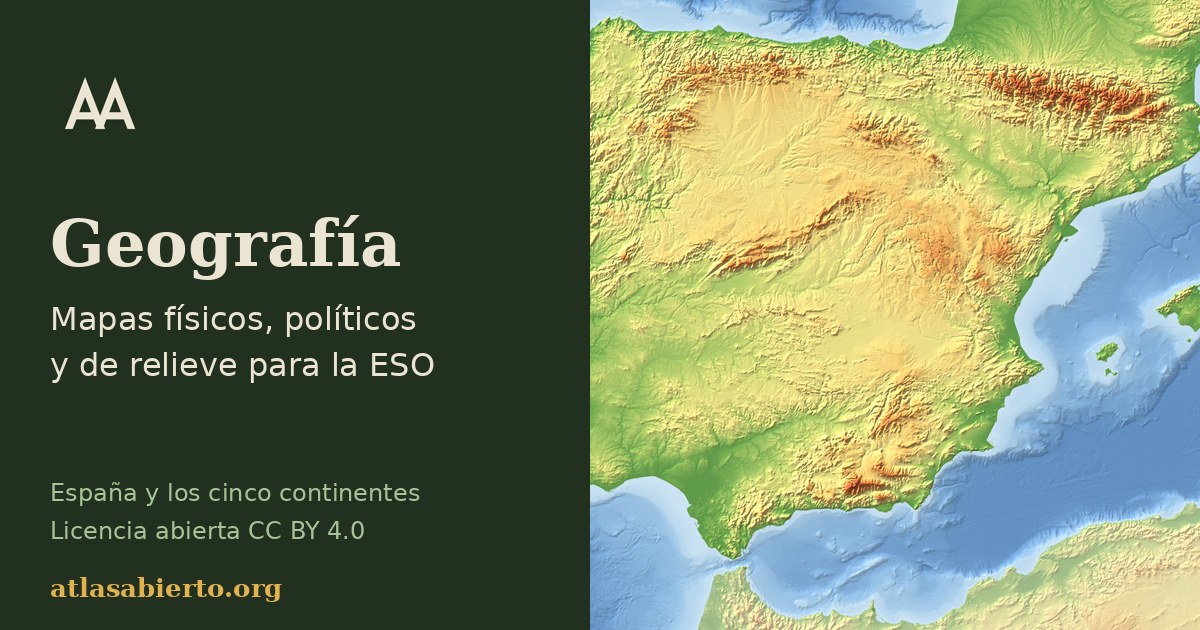 AA
Geografía
Mapas físicos, políticos
y de relieve para la ESO
España y los cinco continentes
Licencia abierta CC BY 4.0
atlasabierto.org